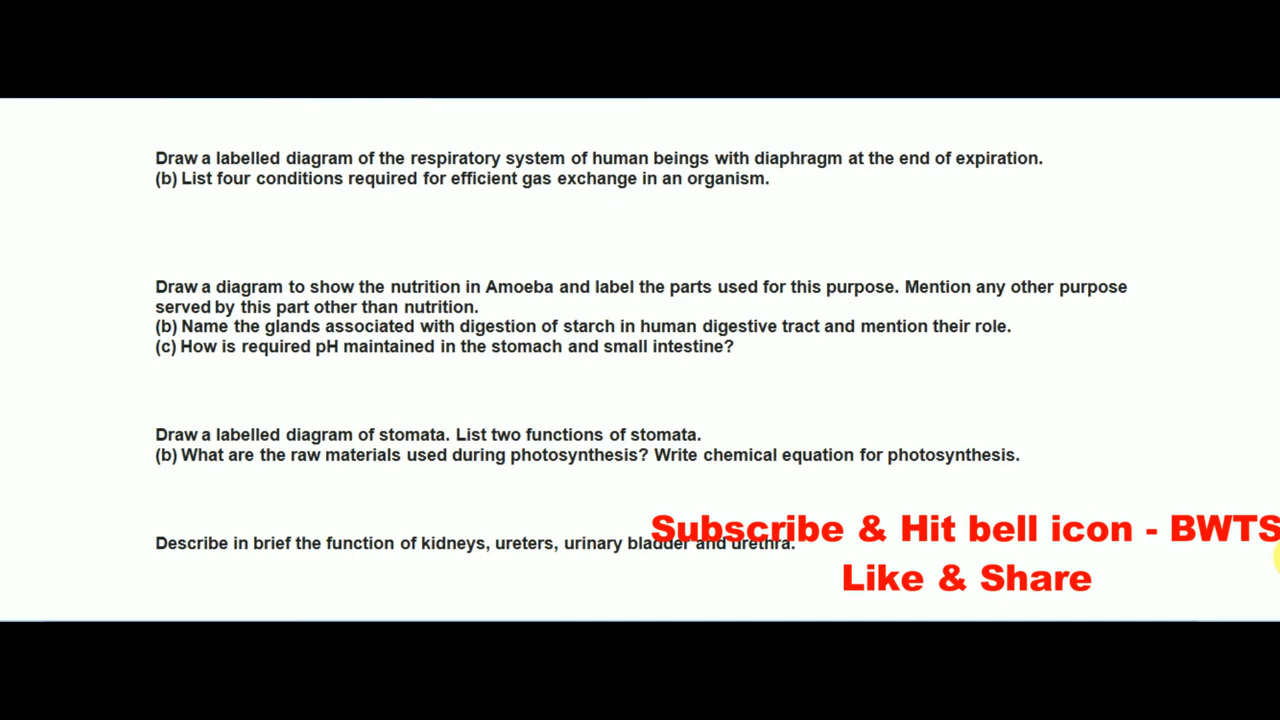 Draw a labelled diagram of the respiratory system of human beings with diaphragm at the end of expiration.
(b) List four conditions required for efficient gas exchange in an organism.
Draw a diagram to show the nutrition in Amoeba and label the parts used for this purpose. Mention any other purpose
served by this part other than nutrition.
(b) Name the glands associated with digestion of starch in human digestive tract and mention their role.
(c) How is required pH maintained in the stomach and small intestine?
Draw a labelled diagram of stomata. List two functions of stomata.
(b) What are the raw materials used during photosynthesis? Write chemical equation for photosynthesis.
Describe in brief the function of kidneys, ureters, urinary bladder and urethra.
Subscribe & Hit bell icon - BWTS
Like & Share